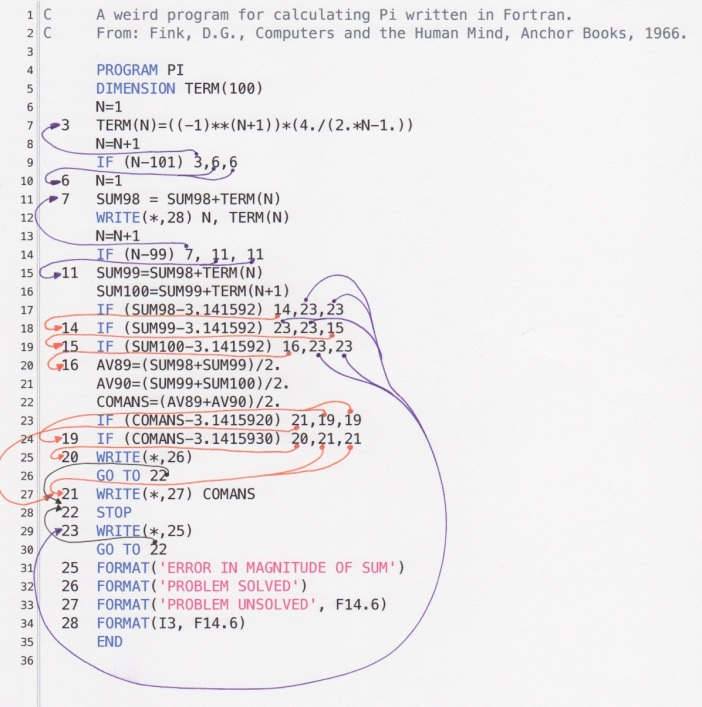 1 C A weird program for calculating Pi written in Fortran.
2 C From: Fink, D.G., Computers and the Human Mind, Anchor Books, 1966.
3
4 PROGRAM PI
5 DIMENSION TERM(100)
6 N=1
7 3 TERM(N)=((-1)**(N+1))*(4./(2.*N-1.))
8 N=N+1
9 IF (N-101) 3,6,6
10 6 N=1
11 7 SUM98 = SUM98+TERM(N)
12 WRITE(*,28) N, TERM(N)
13 N=N+1
14 IF (N-99) 7, 11, 11
15 11 SUM99=SUM98+TERM(N)
16 SUM100=SUM99+TERM(N+1)
17 IF (SUM98-3.141592) 14,23,23
18 14 IF (SUM99-3.141592) 23,23,15
19 15 IF (SUM100-3.141592) 16,23,23
20 16 AV89=(SUM98+SUM99)/2.
21 AV90=(SUM99+SUM100)/2.
22 COMANS=(AV89+AV90)/2.
23 IF (COMANS-3.1415920) 21,19,19
24 19 IF (COMANS-3.1415930) 20,21,21
25 20 WRITE(*,26)
26 GO TO 22
27 21 WRITE(*,27) COMANS
28 22 STOP
29 23 WRITE(*,25)
30 GO TO 22
31 25 FORMAT('ERROR IN MAGNITUDE OF SUM')
32 26 FORMAT('PROBLEM SOLVED')
33 27 FORMAT('PROBLEM UNSOLVED', F14.6)
34 28 FORMAT(I3, F14.6)
35 END
36